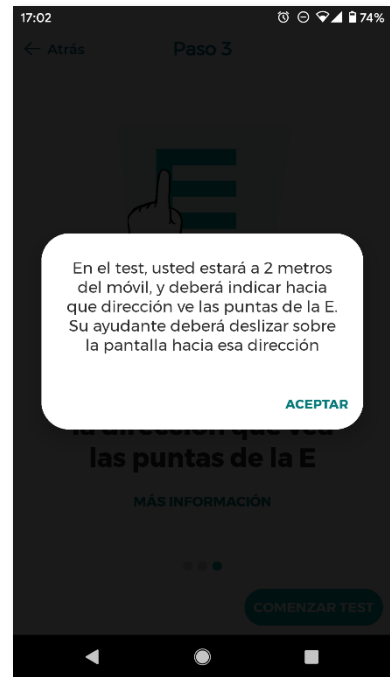 17:02
74%
Atrás
Paso 3
En el test, usted estará a 2 metros
del móvil, y deberá indicar hacia
que dirección ve las puntas de la E.
Su ayudante deberá deslizar sobre
la pantalla hacia esa dirección
ACEPTAR
la dirección que vea
las puntas de la E
MÁS INFORMACIÓN
COMENZAR TEST